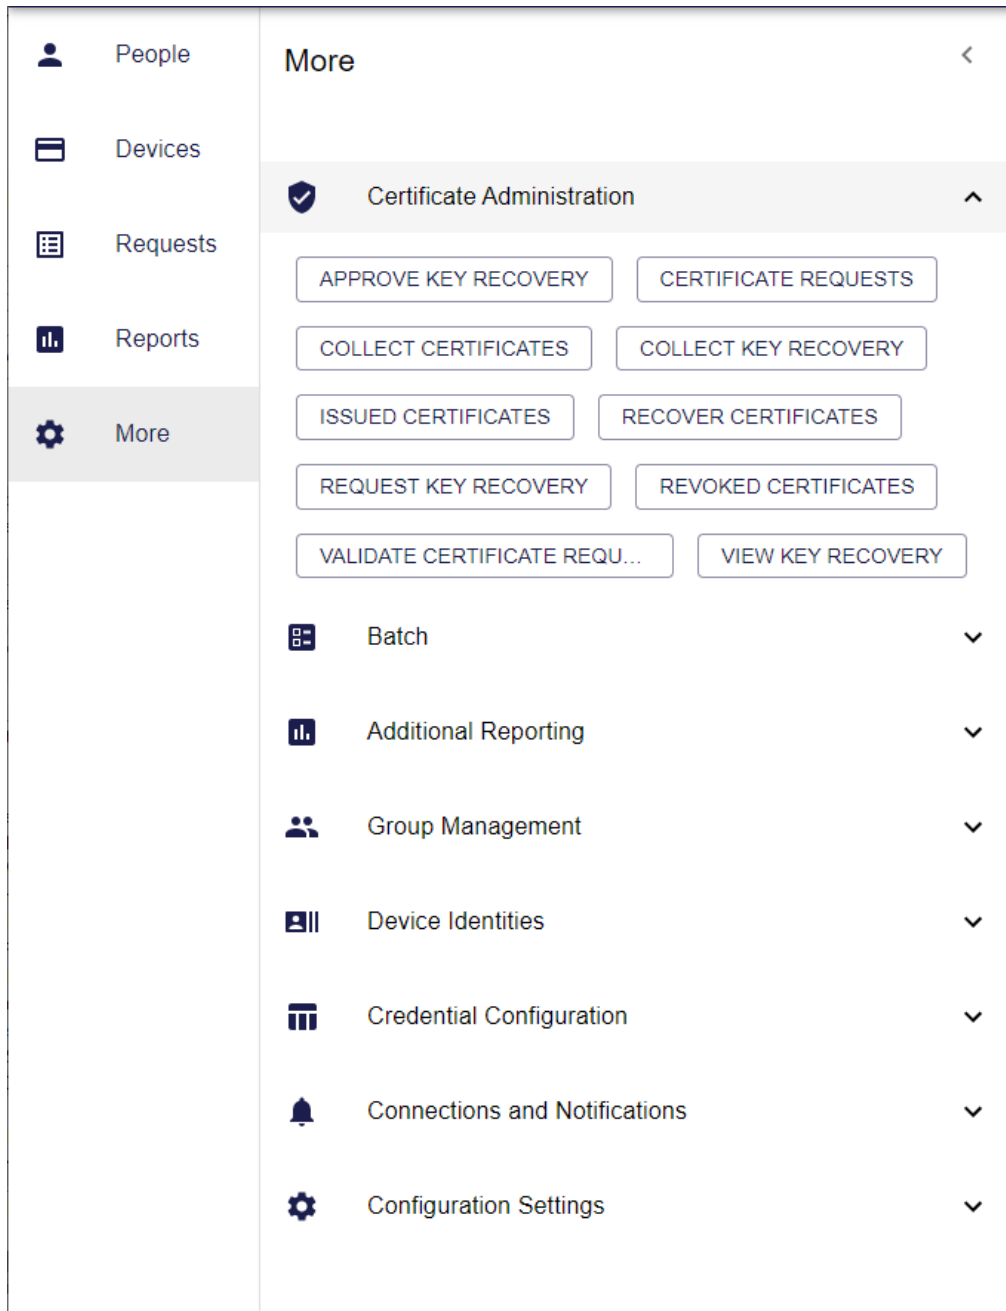 People
Devices
Requests
Reports
More
More
Certificate Administration
APPROVE KEY RECOVERY
CERTIFICATE REQUESTS
COLLECT CERTIFICATES
COLLECT KEY RECOVERY
ISSUED CERTIFICATES
RECOVER CERTIFICATES
REQUEST KEY RECOVERY
REVOKED CERTIFICATES
VALIDATE CERTIFICATE REQU...
VIEW KEY RECOVERY
Batch
Additional Reporting
Group Management
Device Identities
Credential Configuration
Connections and Notifications
Configuration Settings